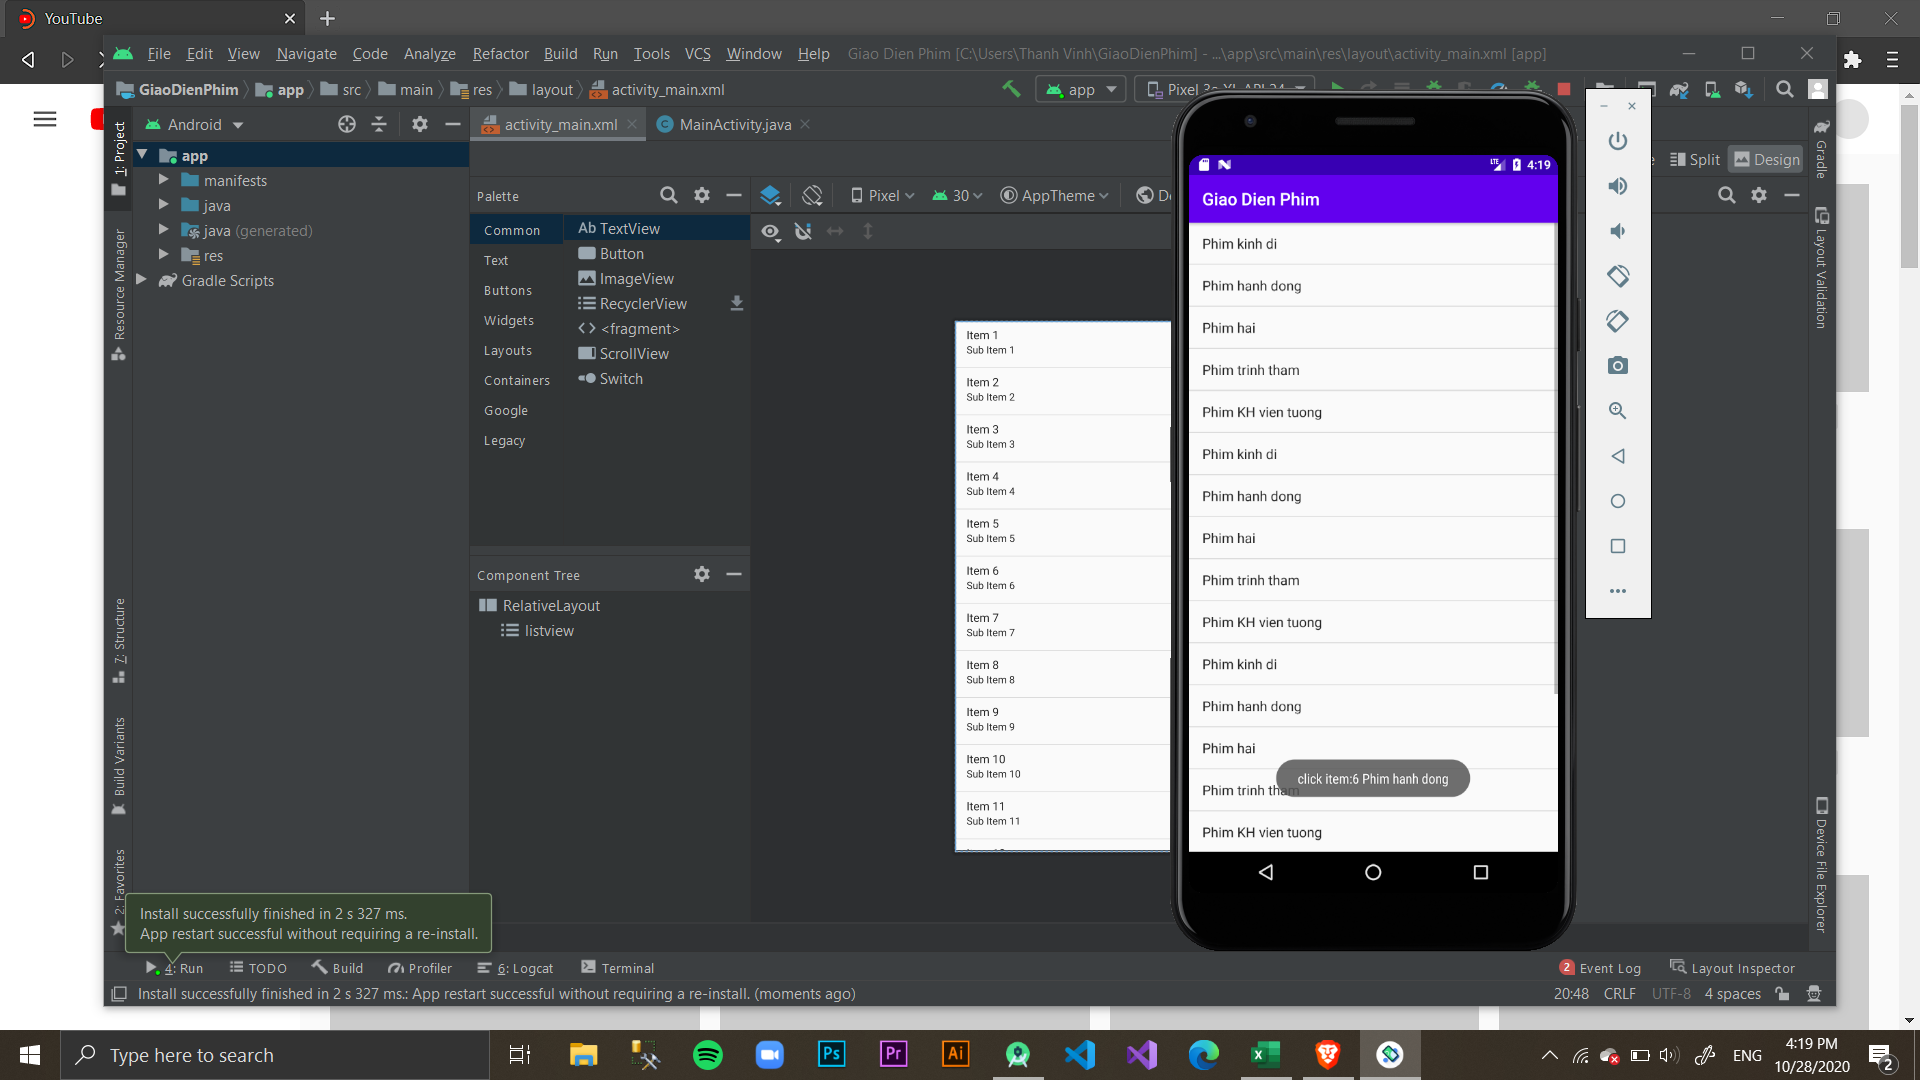 YouTube
File Edit View Navigate Code Analyze Refactor Build Run Tools VCS Window Help Giao Dien Phim [C:\Users\Thanh Vinh\GiaoDienPhim] - ...\app\src\main\res\layout\activity_main.xml [app]
GiaoDienPhim app src main res layout activity_main.xml
app
Android
activity_main.xml
MainActivity.java
1: Project
Resource Manager
7: Structure
Build Variants
2: Favorites
app
manifests
java
java (generated)
res
Gradle Scripts
Palette
Common
Text
Buttons
Widgets
Layouts
Containers
Google
Legacy
Ab TextView
Button
ImageView
RecyclerView
<fragment>
ScrollView
Switch
Component Tree
RelativeLayout
listview
Pixel
30
AppTheme
Split
Design
Item 1
Sub Item 1
Item 2
Sub Item 2
Item 3
Sub Item 3
Item 4
Sub Item 4
Item 5
Sub Item 5
Item 6
Sub Item 6
Item 7
Sub Item 7
Item 8
Sub Item 8
Item 9
Sub Item 9
Item 10
Sub Item 10
Item 11
Sub Item 11
LTE 4:19
Giao Dien Phim
Phim kinh di
Phim hanh dong
Phim hai
Phim trinh tham
Phim KH vien tuong
Phim kinh di
Phim hanh dong
Phim hai
Phim trinh tham
Phim KH vien tuong
Phim kinh di
Phim hanh dong
Phim hai
click item:6 Phim hanh dong
Phim trinh tham
Phim KH vien tuong
Gradle
Layout Validation
Device File Explorer
Install successfully finished in 2 s 327 ms.
App restart successful without requiring a re-install.
4: Run TODO Build Profiler 6: Logcat Terminal
2 Event Log Layout Inspector
Install successfully finished in 2 s 327 ms.: App restart successful without requiring a re-install. (moments ago)
20:48 CRLF UTF-8 4 spaces
Type here to search
Ps
Pr
Ai
ENG
4:19 PM
10/28/2020
2